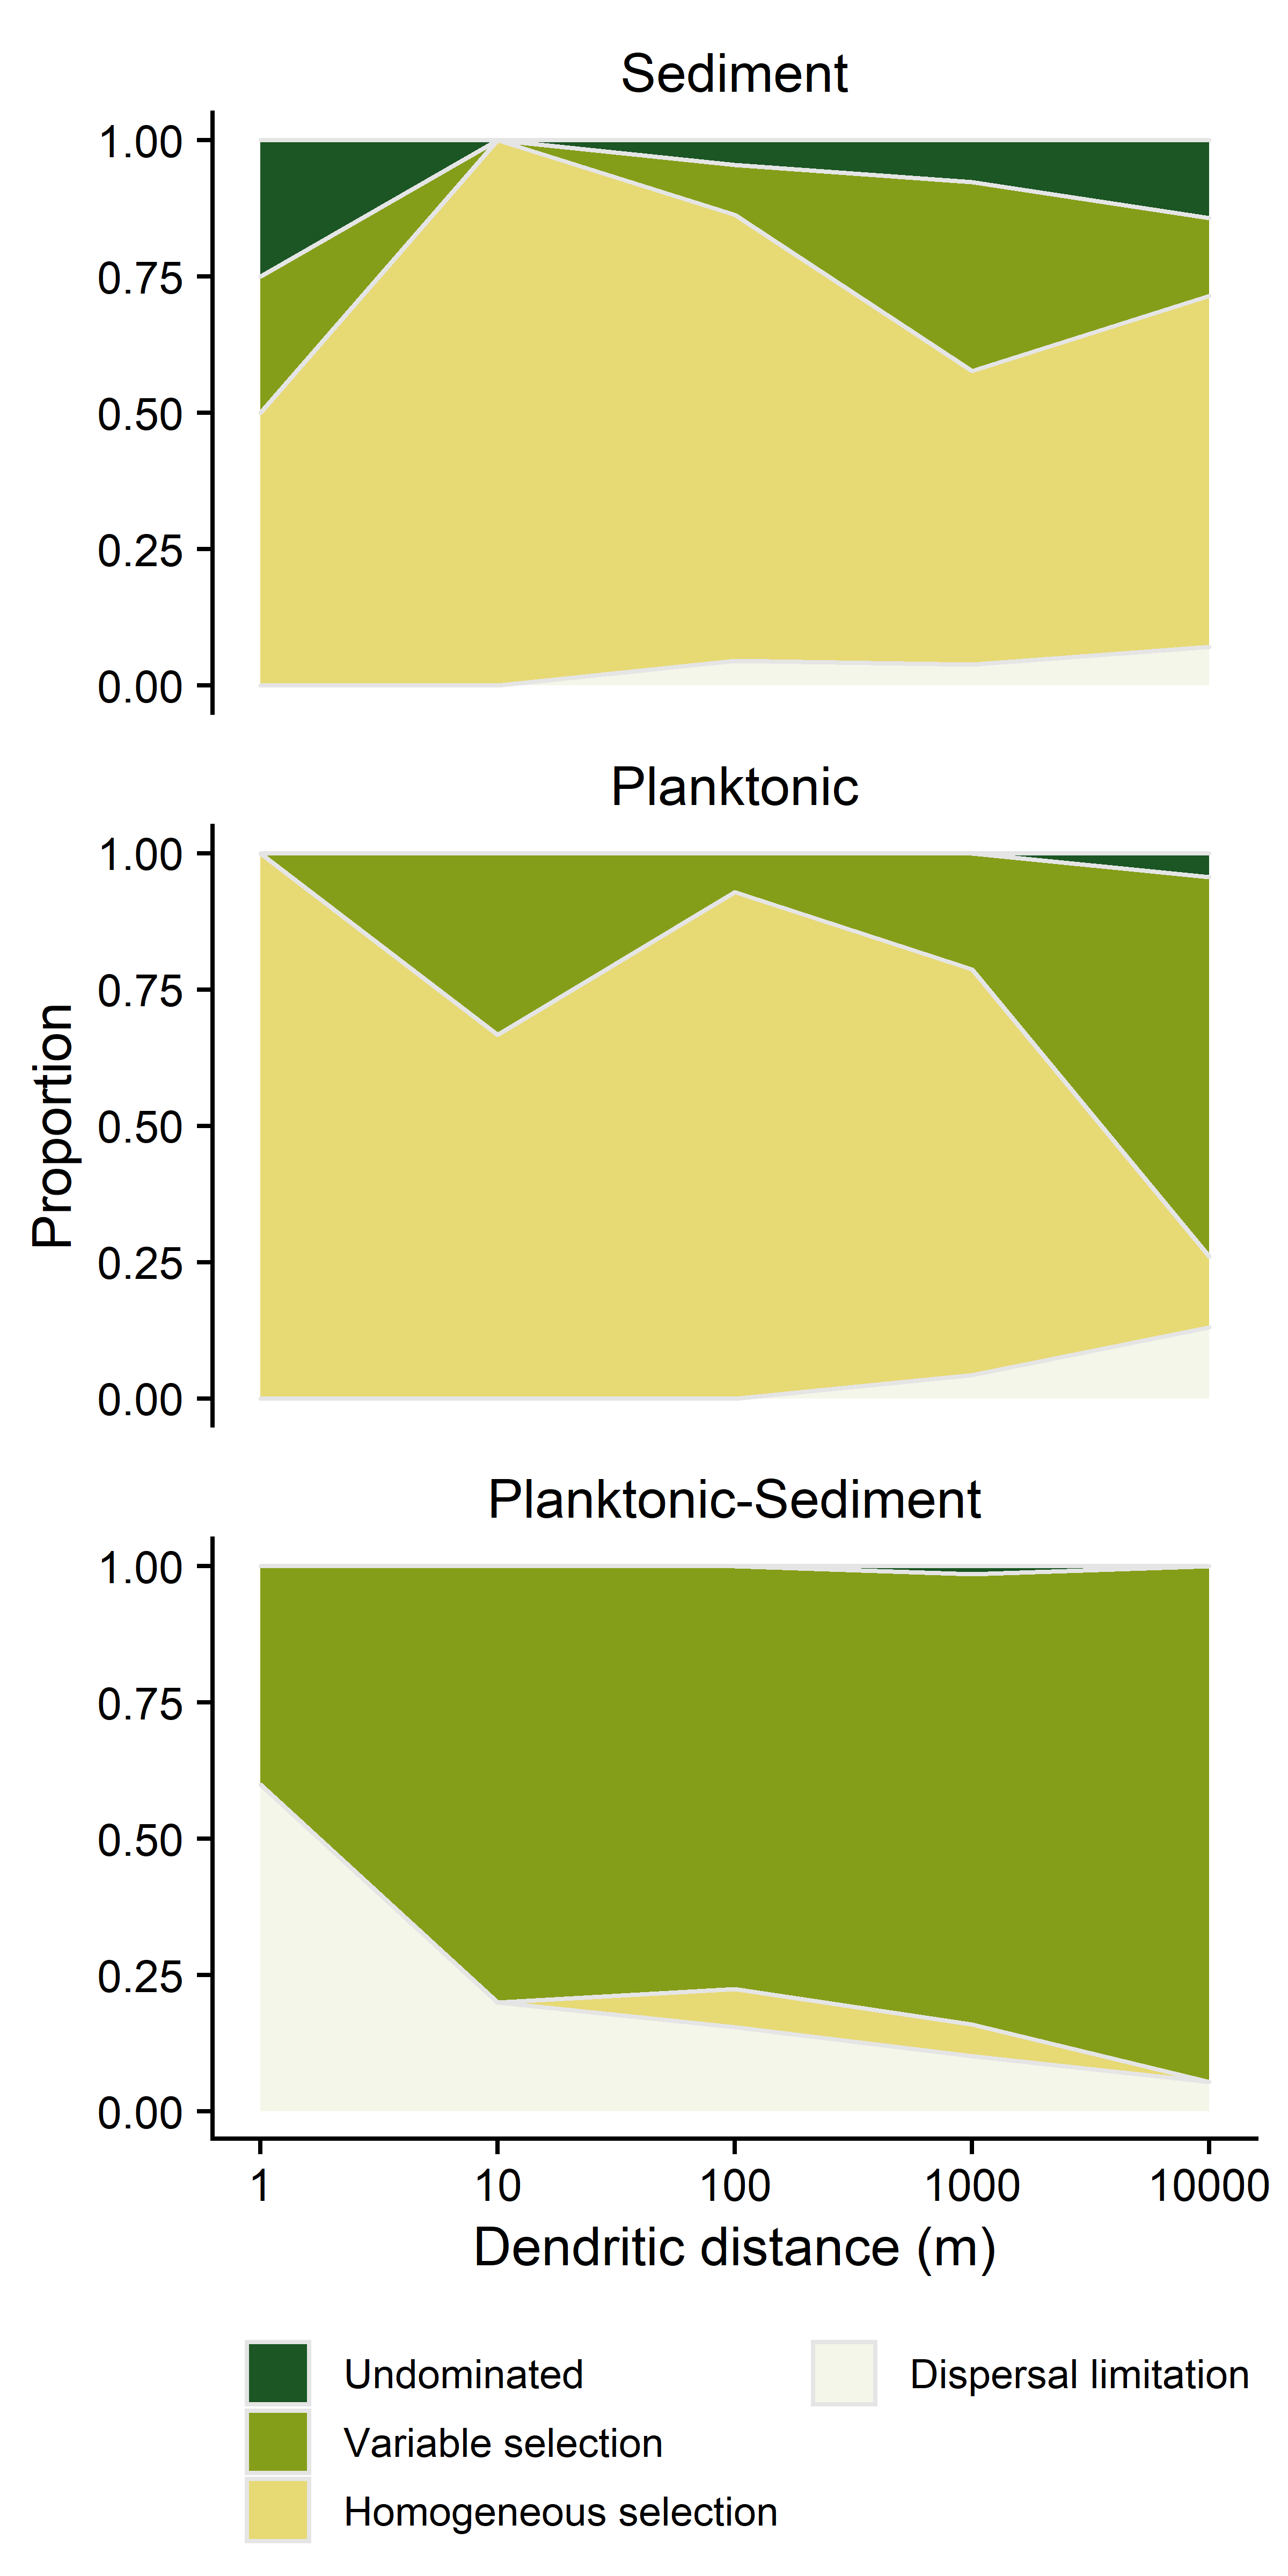 Sediment
1.00
0.75
0.50
0.25
0.00
Planktonic
1.00
0.75
0.50
0.25
0.00
Proportion
Planktonic-Sediment
1.00
0.75
0.50
0.25
0.00
1 10 100 1000 10000
Dendritic distance (m)
Undominated Dispersal limitation
Variable selection
Homogeneous selection